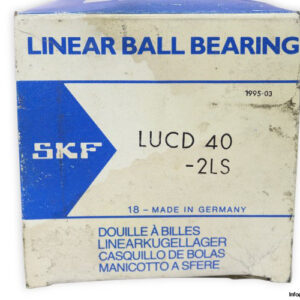 LINEAR BALL BEARING
1995-03
SKF
LUCD 40
-2LS
18 – MADE IN GERMANY
DOUILLE À BILLES
LINEARKUGELLAGER
CASQUILLO DE BOLAS
MANICOTTO A SFERE